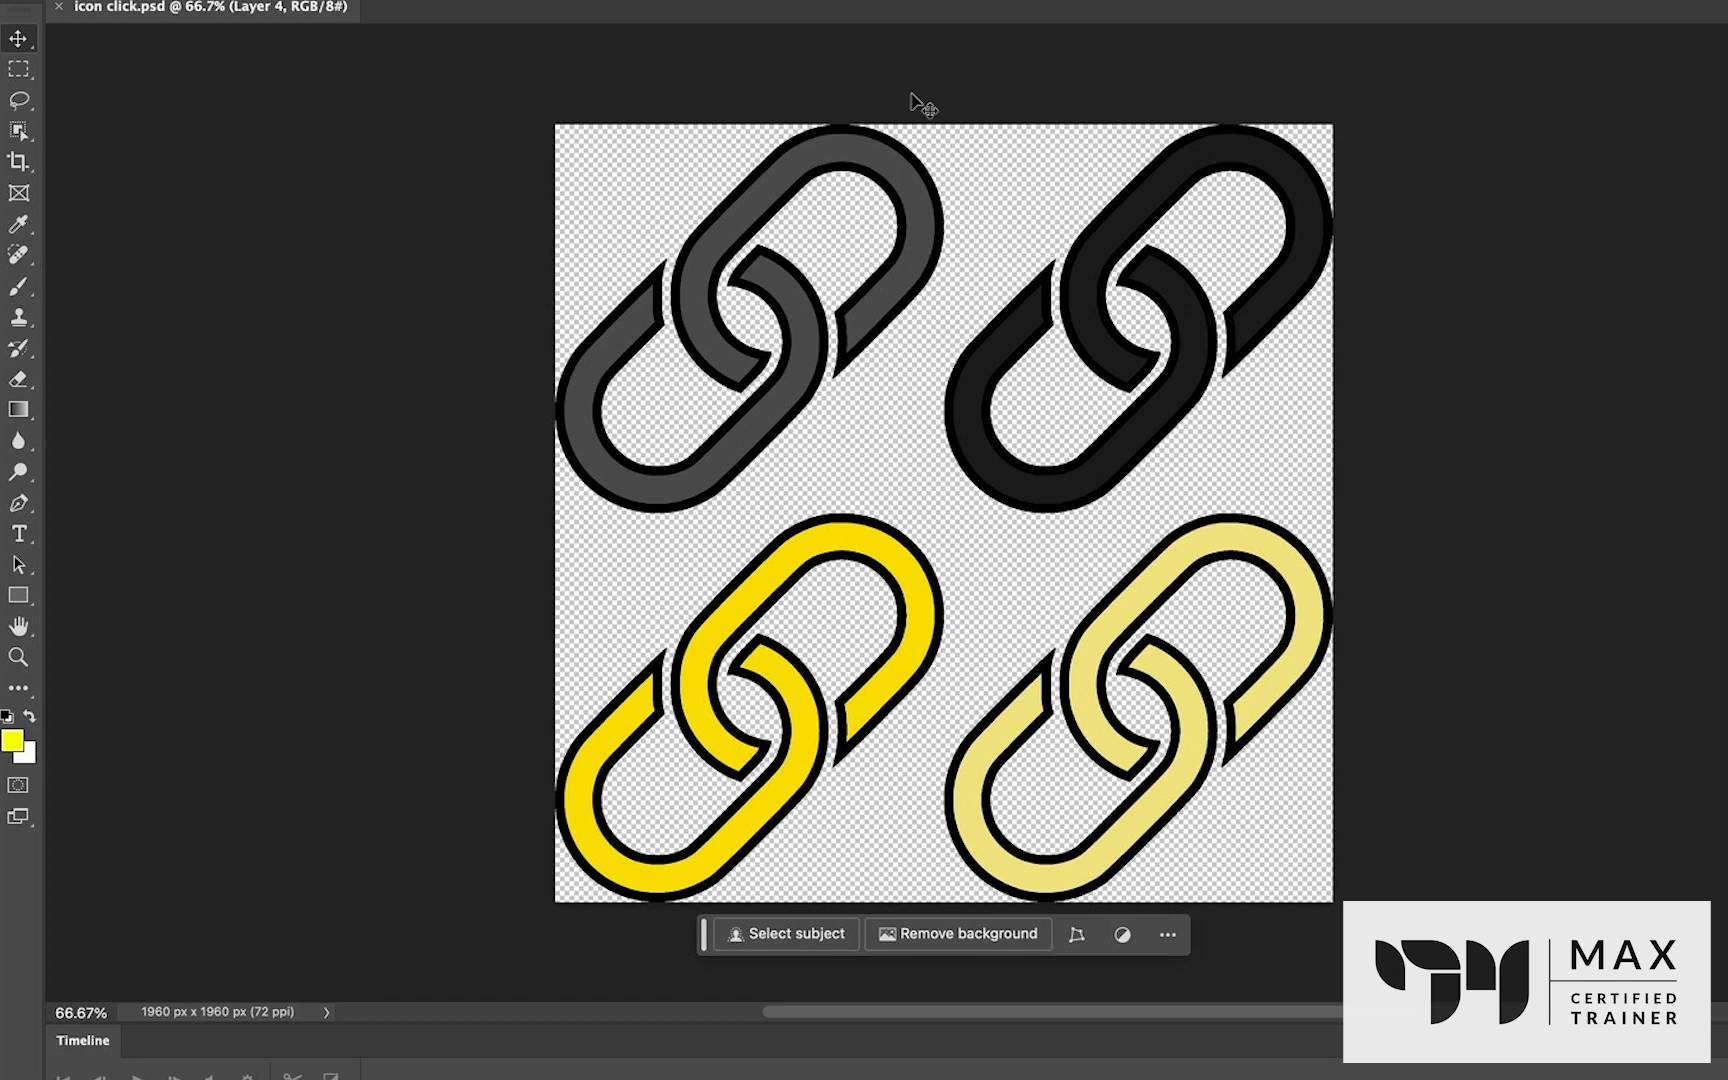 icon click.psd @ 66.7% (Layer 4, RGB/8#)
Select subject
Remove background
66.67%
1960 px x 1960 px (72 ppi)
Timeline
MAX
CERTIFIED
TRAINER